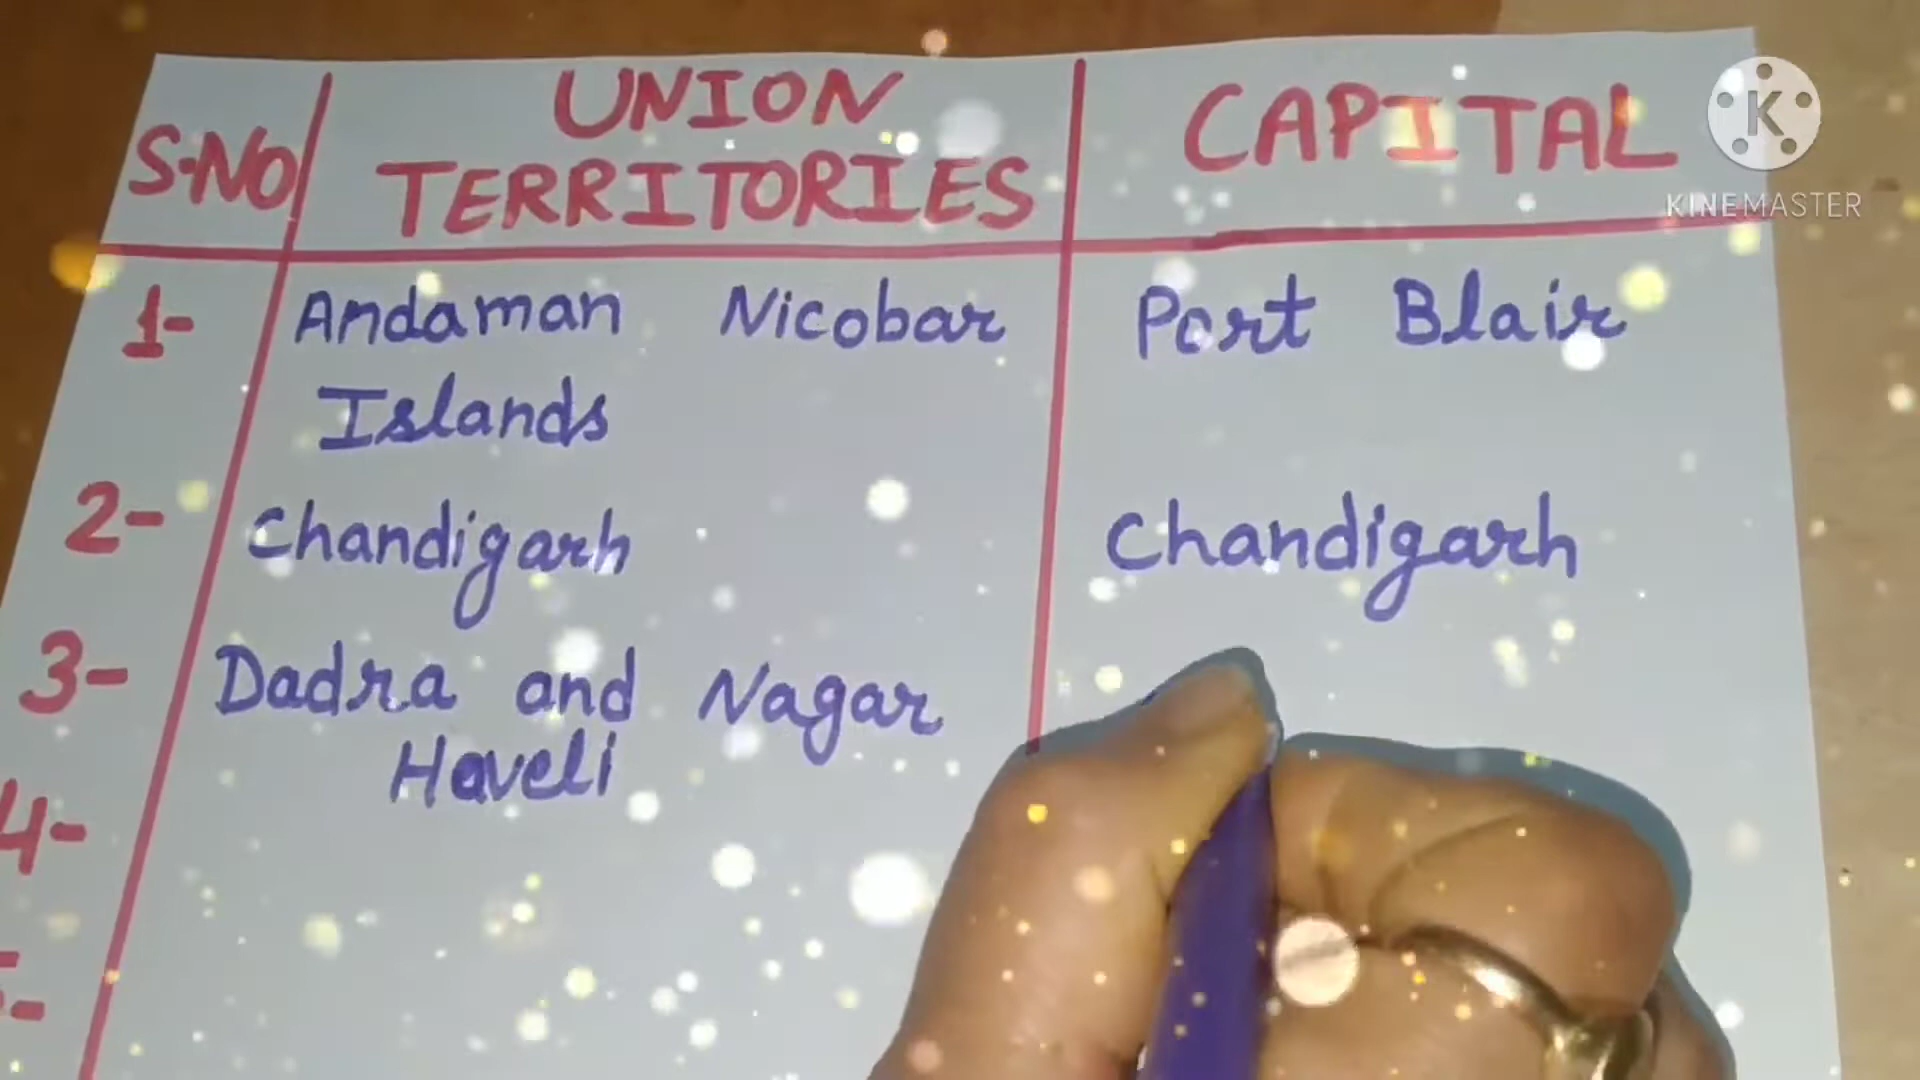 S.NO UNION TERRITORIES CAPITAL
1- Andaman Nicobar Islands Port Blair
2- Chandigarh Chandigarh
3- Dadra and Nagar Haveli
4-
5-
K
KINEMASTER